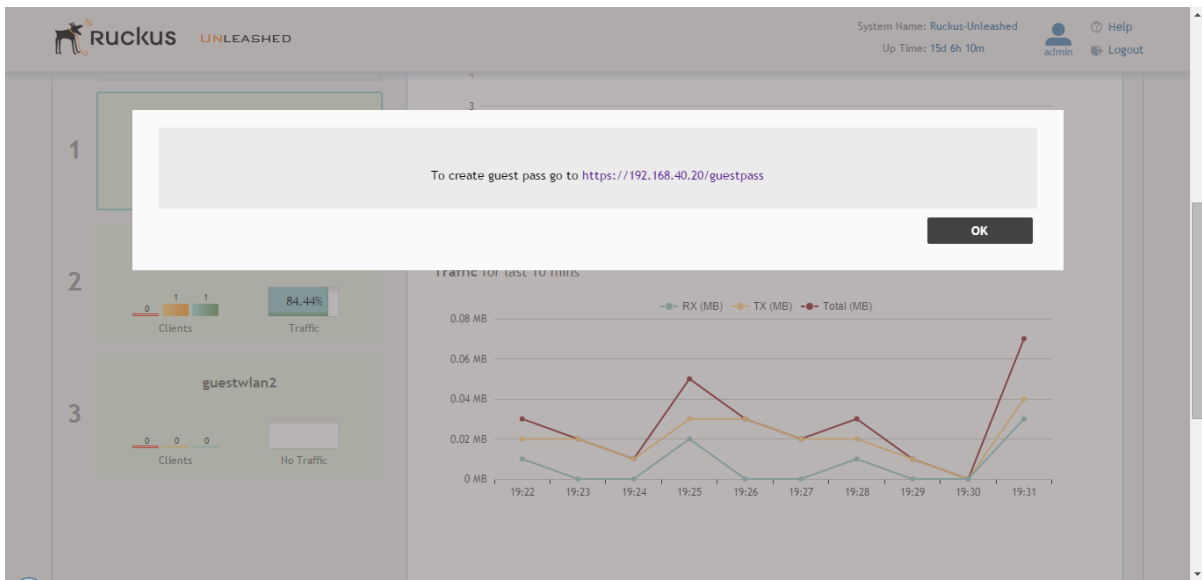 RUCKUS UNLEASHED
System Name: Ruckus-Unleashed
Up Time: 15d 6h 10m
admin
Help
Logout
3
1
To create guest pass go to https://192.168.40.20/guestpass
OK
2
0 1 1
Clients
84.44%
Traffic
guestwlan2
3
0 0 0
Clients
No Traffic
Traffic for last 10 mins
RX (MB) TX (MB) Total (MB)
0.08 MB
0.06 MB
0.04 MB
0.02 MB
0 MB
19:22 19:23 19:24 19:25 19:26 19:27 19:28 19:29 19:30 19:31